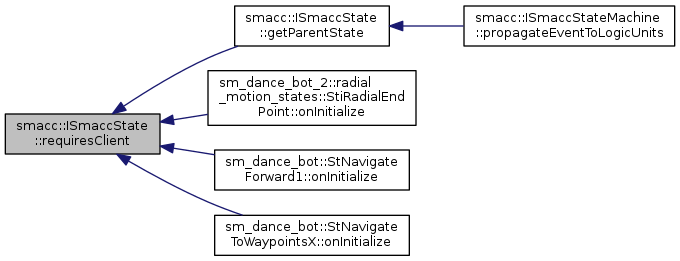 smacc::ISmaccState
::requiresClient
smacc::ISmaccState
::getParentState
smacc::ISmaccStateMachine
::propagateEventToLogicUnits
sm_dance_bot_2::radial
_motion_states::StiRadialEnd
Point::onInitialize
sm_dance_bot::StNavigate
Forward1::onInitialize
sm_dance_bot::StNavigate
ToWaypointsX::onInitialize